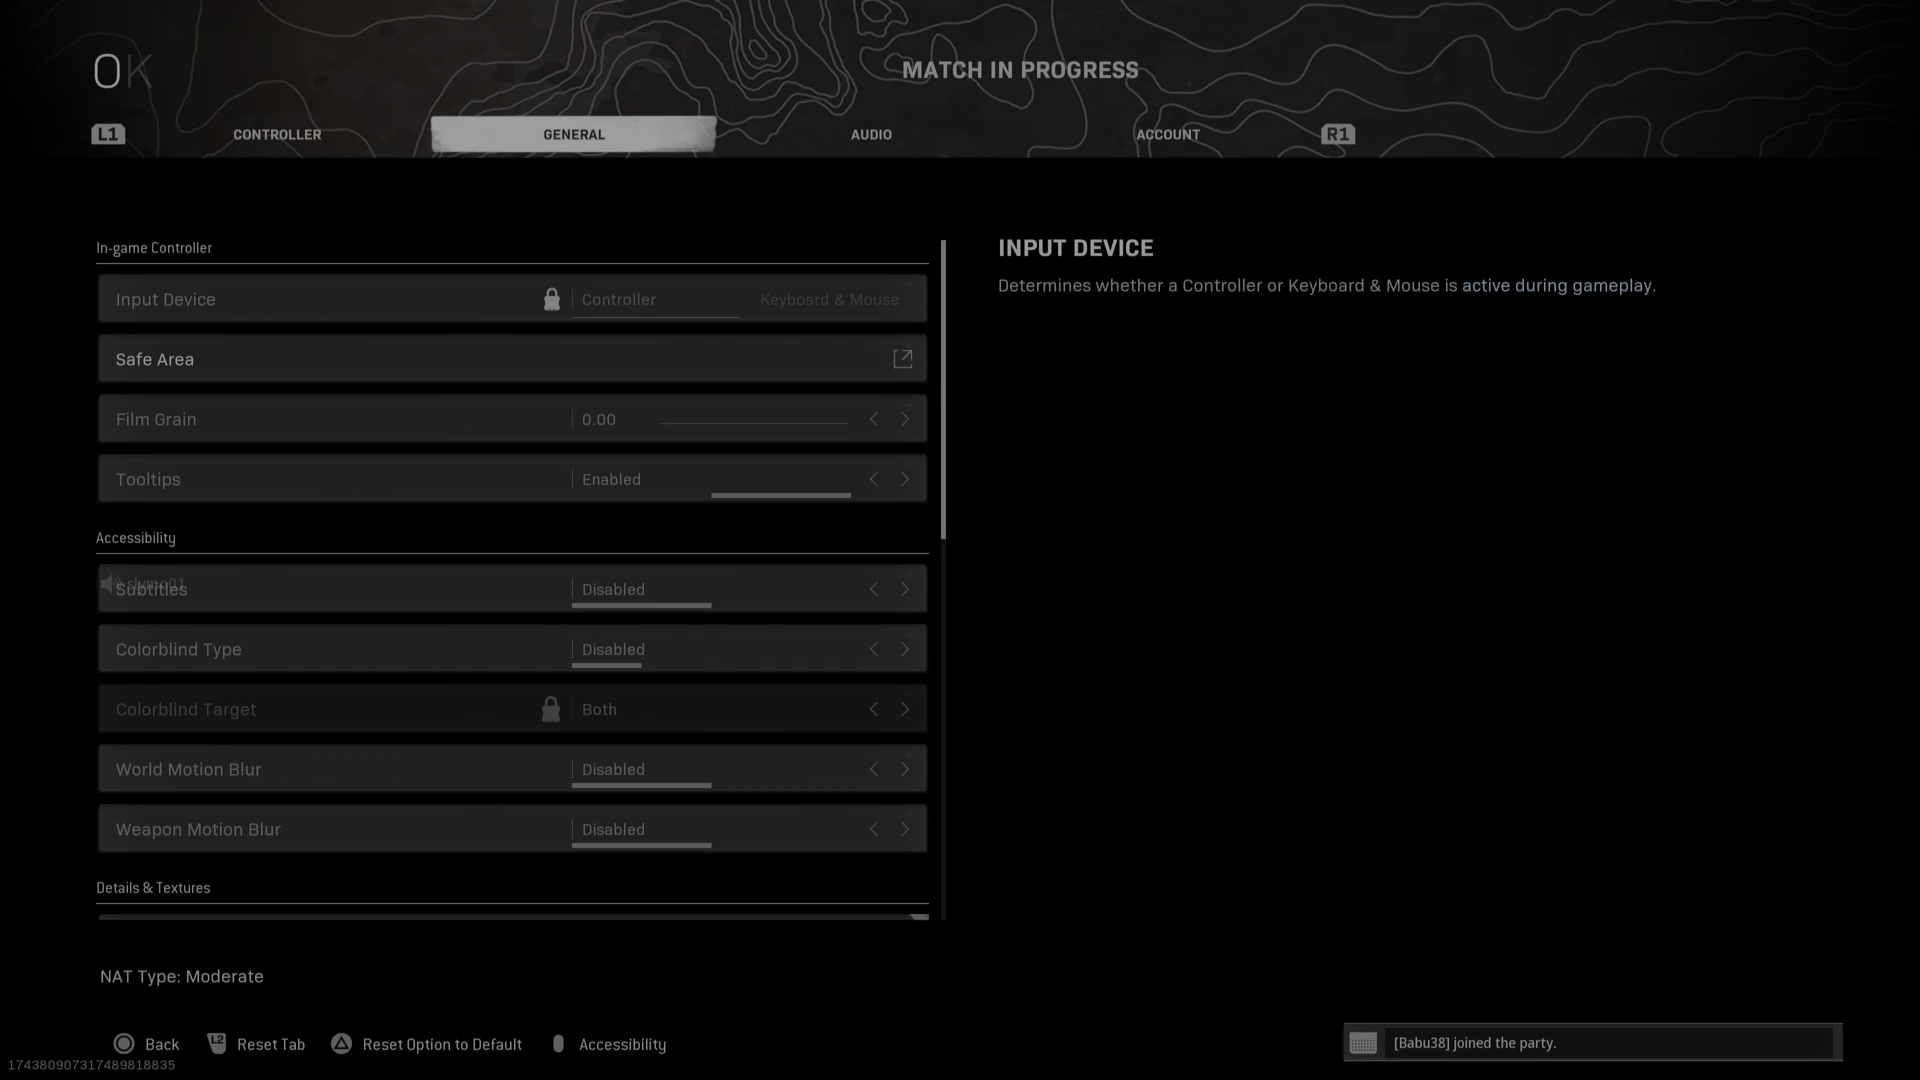 OK
MATCH IN PROGRESS
L1 CONTROLLER GENERAL AUDIO ACCOUNT R1
In-game Controller
Input Device Controller Keyboard & Mouse
Safe Area
Film Grain 0.00
Tooltips Enabled
Accessibility
Subtitles Disabled
Colorblind Type Disabled
Colorblind Target Both
World Motion Blur Disabled
Weapon Motion Blur Disabled
Details & Textures
INPUT DEVICE
Determines whether a Controller or Keyboard & Mouse is active during gameplay.
NAT Type: Moderate
Back L2 Reset Tab Reset Option to Default Accessibility
[Babu38] joined the party.
174380907317489818835